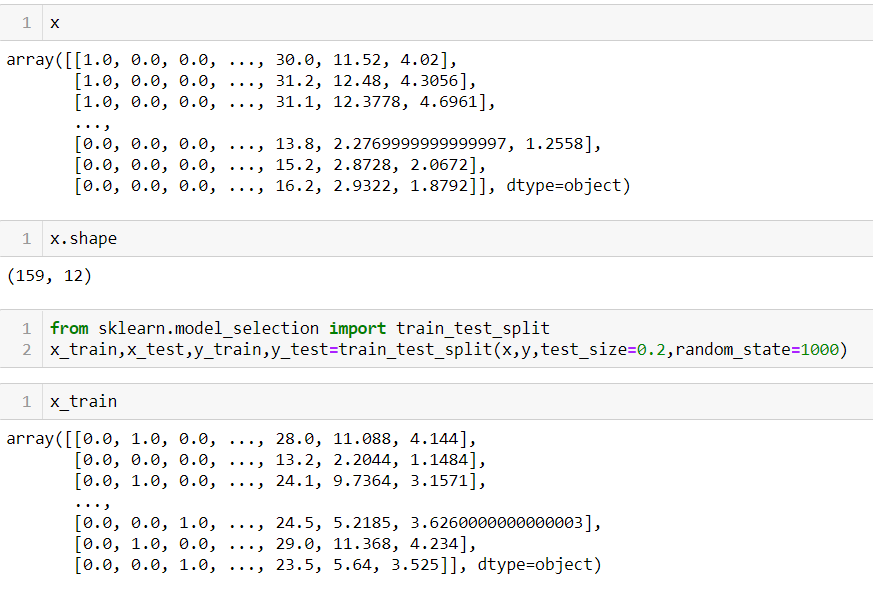 1 x
array([[1.0, 0.0, 0.0, ..., 30.0, 11.52, 4.02],
[1.0, 0.0, 0.0, ..., 31.2, 12.48, 4.3056],
[1.0, 0.0, 0.0, ..., 31.1, 12.3778, 4.6961],
...,
[0.0, 0.0, 0.0, ..., 13.8, 2.2769999999999997, 1.2558],
[0.0, 0.0, 0.0, ..., 15.2, 2.8728, 2.0672],
[0.0, 0.0, 0.0, ..., 16.2, 2.9322, 1.8792]], dtype=object)
1 x.shape
(159, 12)
1 from sklearn.model_selection import train_test_split
2 x_train,x_test,y_train,y_test=train_test_split(x,y,test_size=0.2,random_state=1000)
1 x_train
array([[0.0, 1.0, 0.0, ..., 28.0, 11.088, 4.144],
[0.0, 0.0, 0.0, ..., 13.2, 2.2044, 1.1484],
[0.0, 1.0, 0.0, ..., 24.1, 9.7364, 3.1571],
...,
[0.0, 0.0, 1.0, ..., 24.5, 5.2185, 3.6260000000000003],
[0.0, 1.0, 0.0, ..., 29.0, 11.368, 4.234],
[0.0, 0.0, 1.0, ..., 23.5, 5.64, 3.525]], dtype=object)